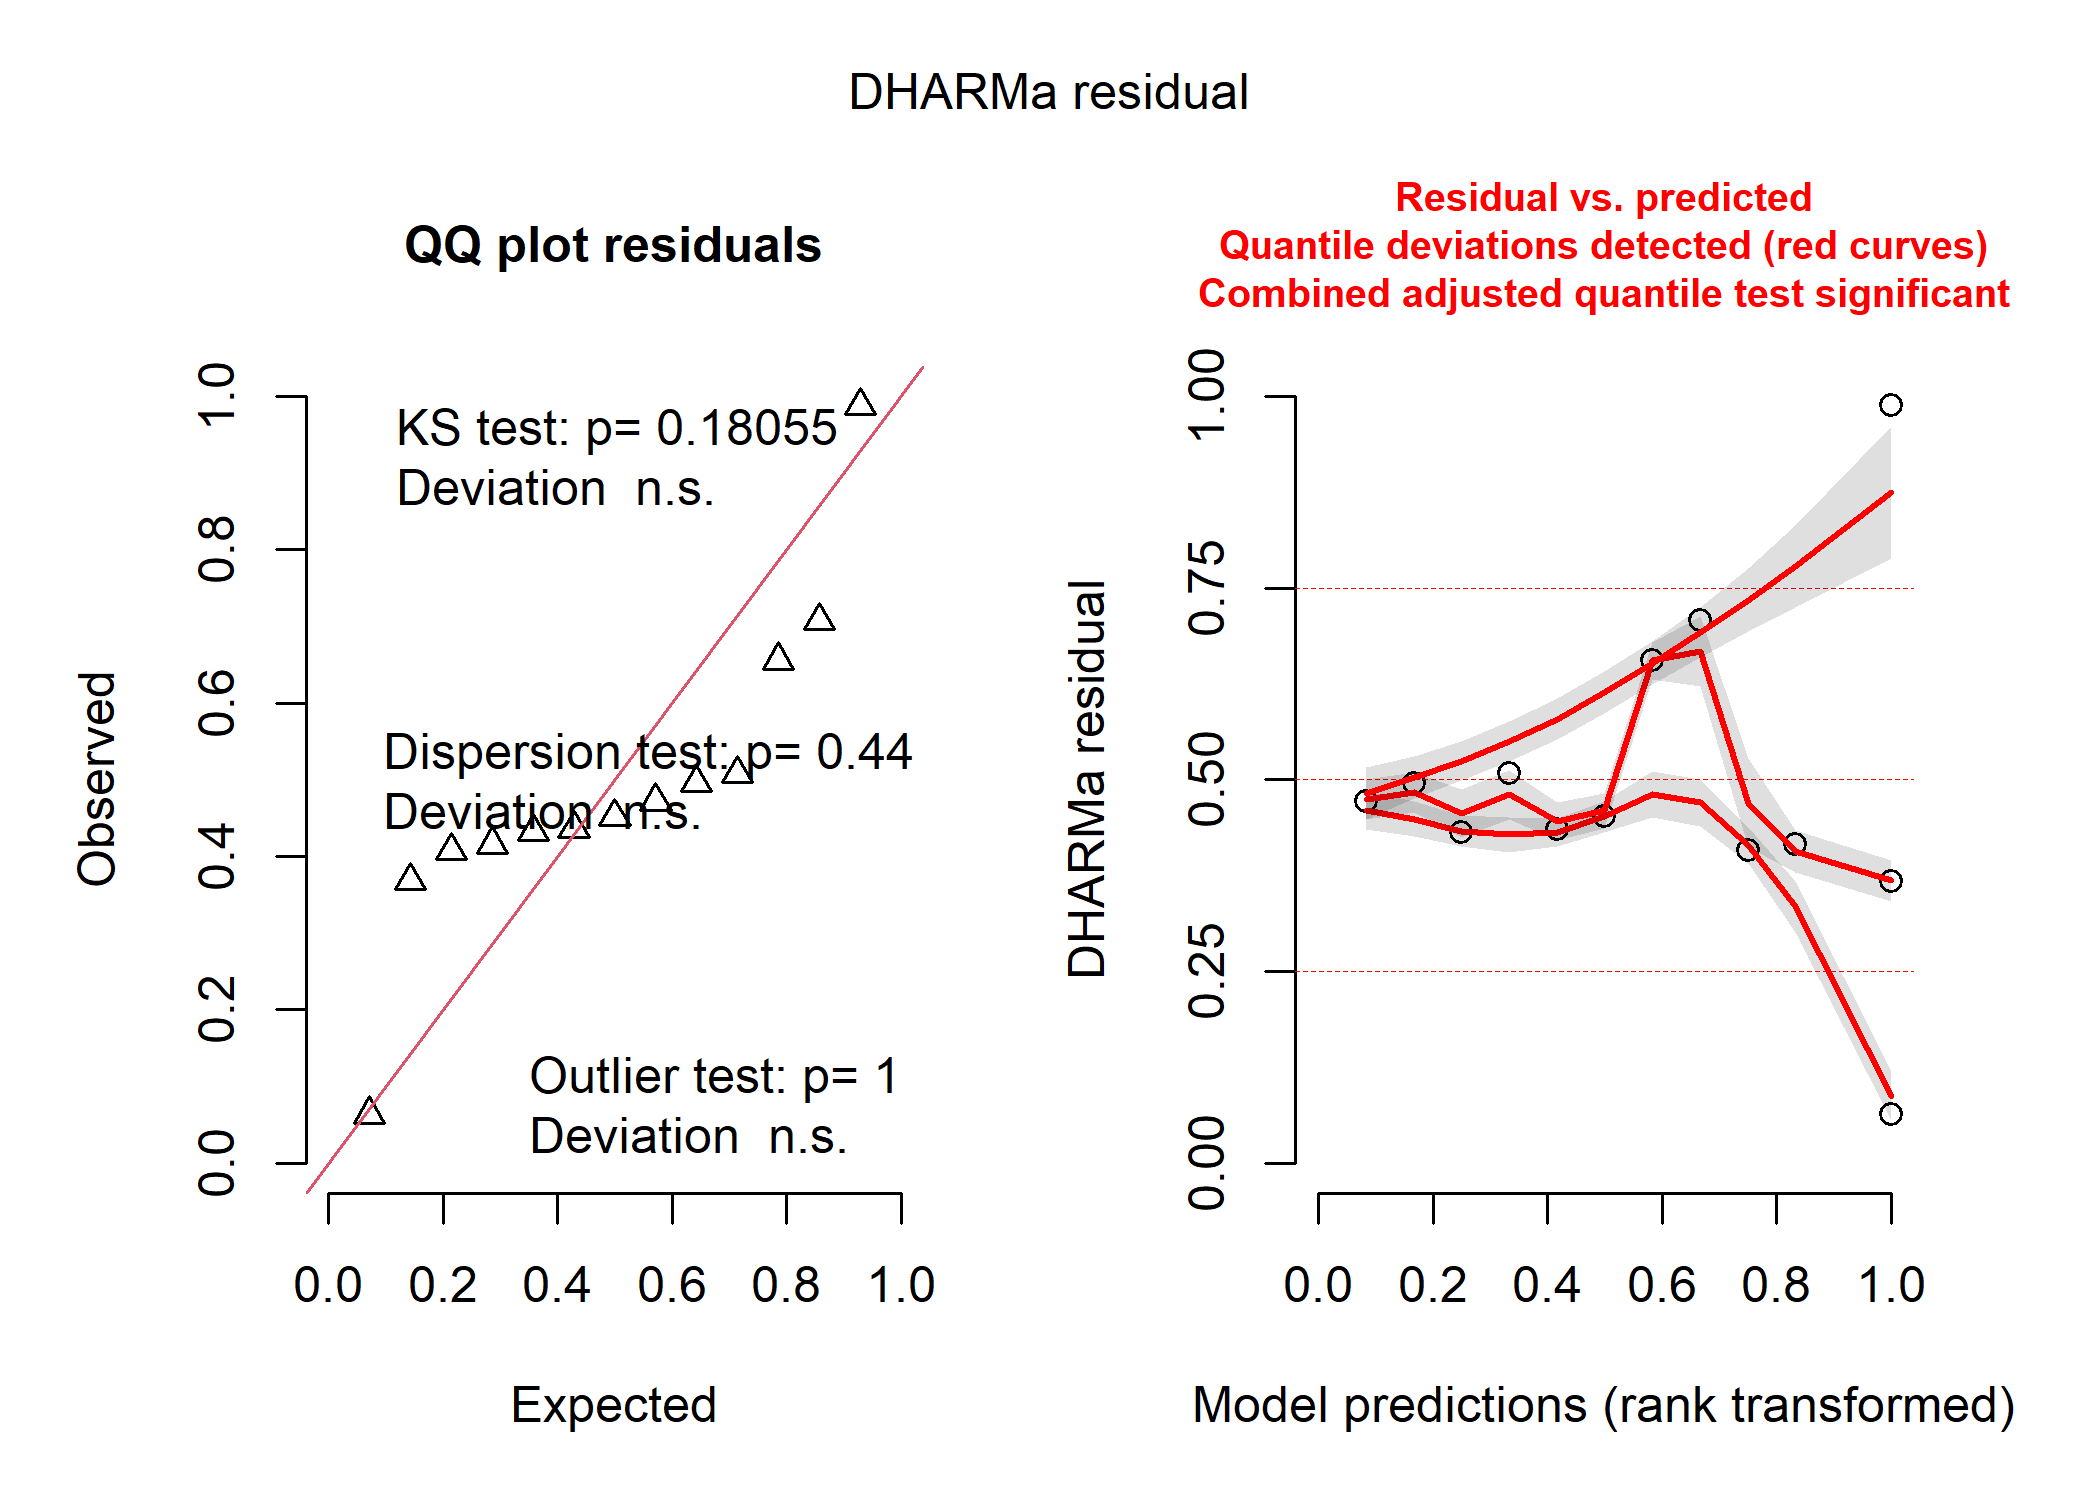 DHARMa residual
QQ plot residuals
KS test: p= 0.18055
Deviation  n.s.
Dispersion test: p= 0.44
Deviation  n.s.
Outlier test: p= 1
Deviation  n.s.
Observed
1.0
0.8
0.6
0.4
0.2
0.0
0.0 0.2 0.4 0.6 0.8 1.0
Expected
Residual vs. predicted
Quantile deviations detected (red curves)
Combined adjusted quantile test significant
DHARMa residual
1.00
0.75
0.50
0.25
0.00
0.0 0.2 0.4 0.6 0.8 1.0
Model predictions (rank transformed)